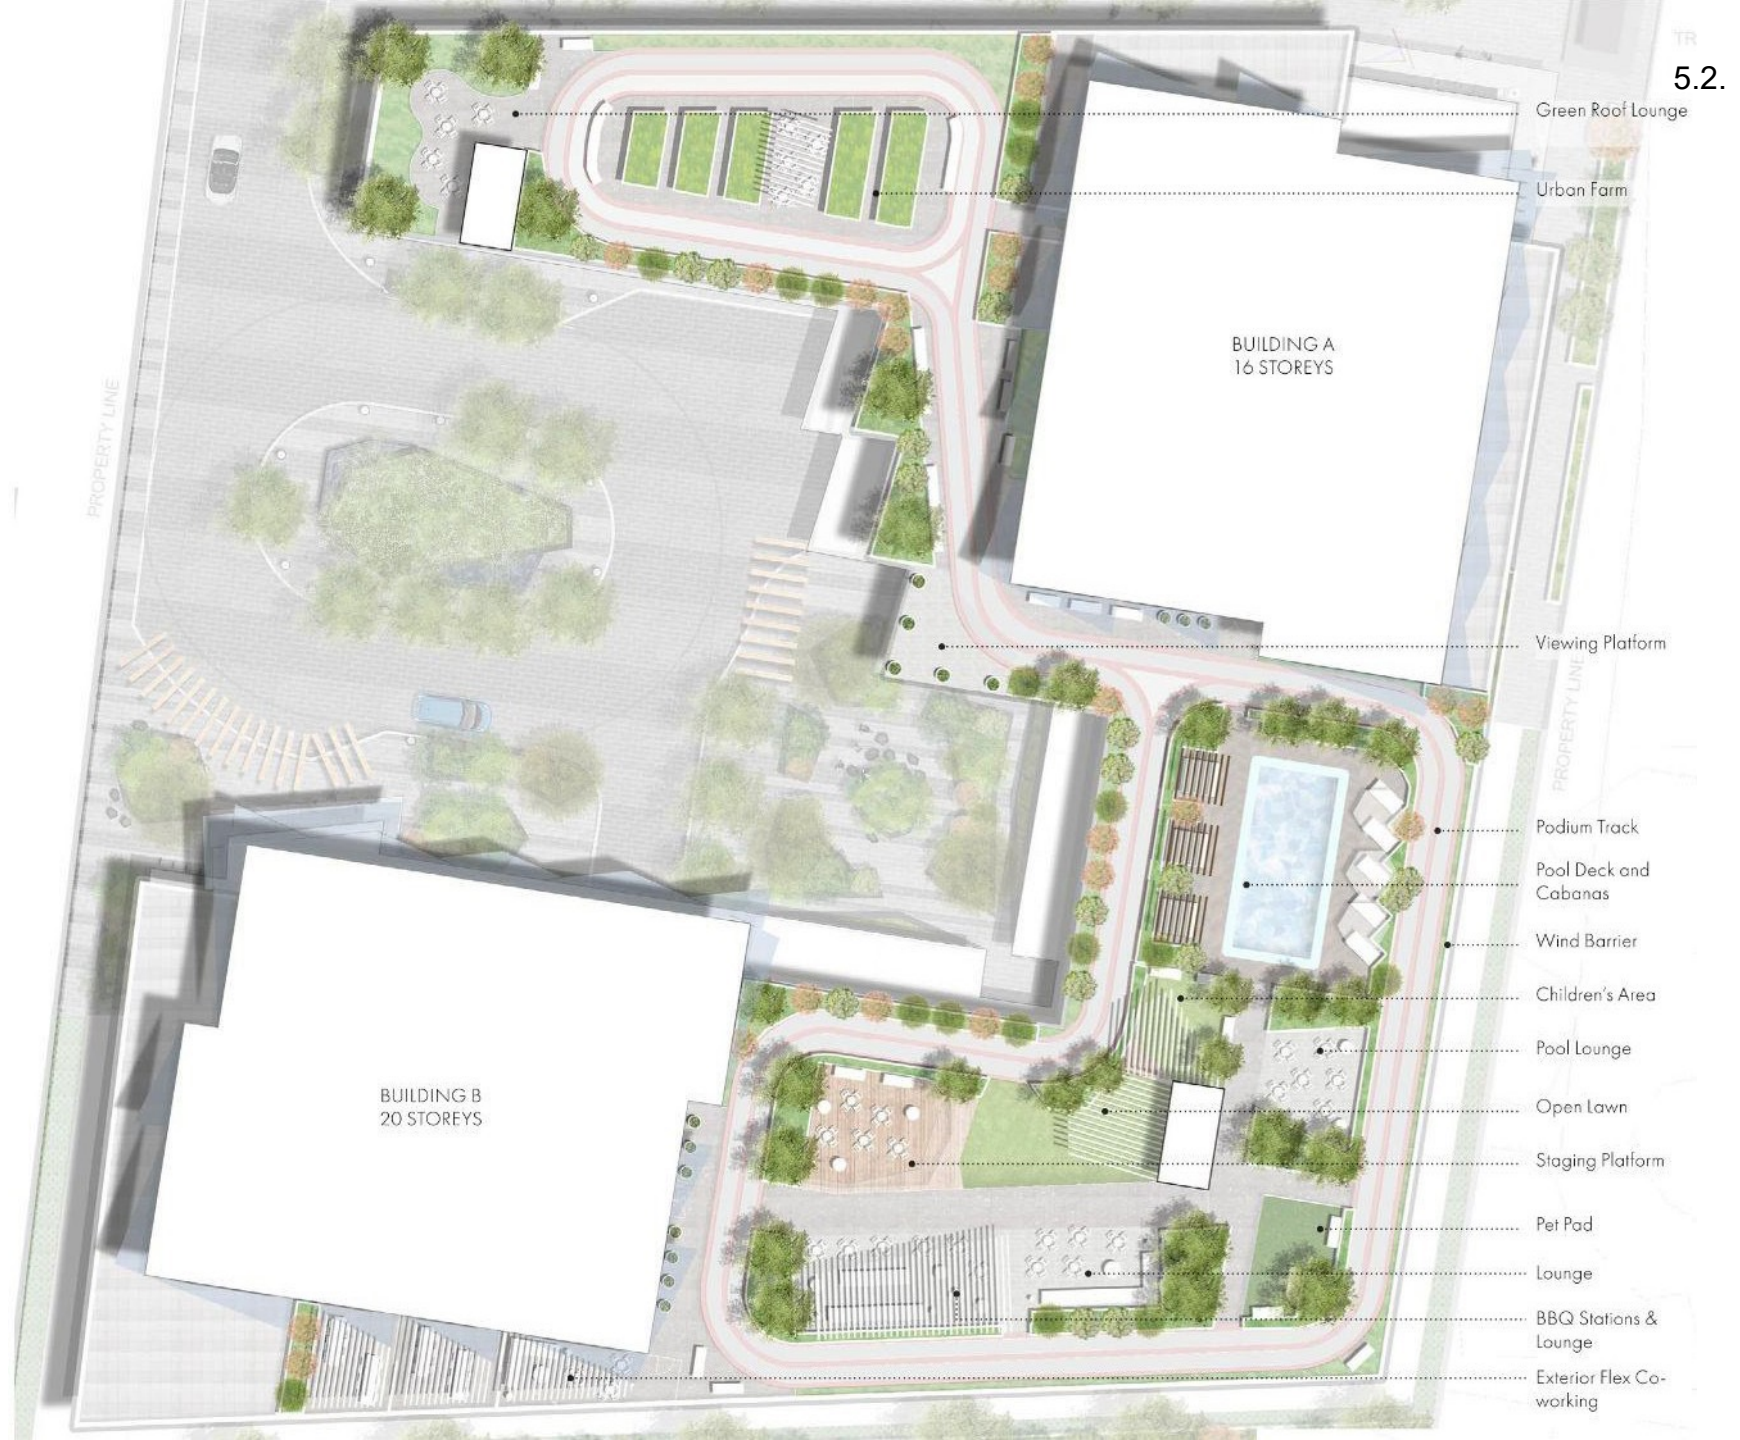 TR
5.2.
Green Roof Lounge
Urban Farm
BUILDING A
16 STOREYS
PROPERTY LINE
Viewing Platform
PROPERTY LINE
Podium Track
Pool Deck and
Cabanas
Wind Barrier
Children's Area
Pool Lounge
BUILDING B
20 STOREYS
Open Lawn
Staging Platform
Pet Pad
Lounge
BBQ Stations &
Lounge
Exterior Flex Co-
working